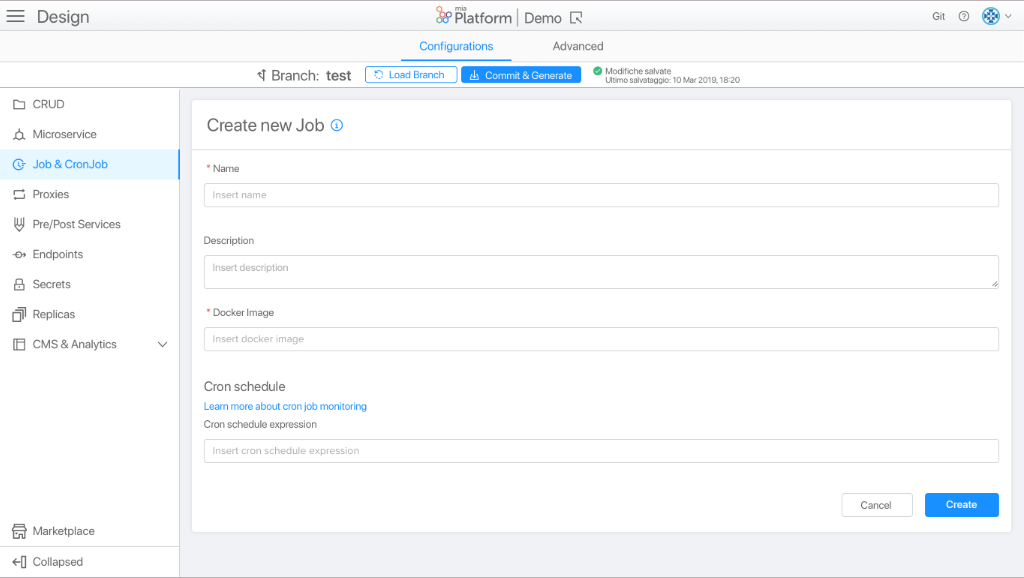 Design
mia
Platform | Demo
Git
Configurations
Advanced
Branch: test
Load Branch
Commit & Generate
Modifiche salvate
Ultimo salvataggio: 10 Mar 2019, 18:20
CRUD
Microservice
Job & CronJob
Proxies
Pre/Post Services
Endpoints
Secrets
Replicas
CMS & Analytics
Marketplace
Collapsed
Create new Job
* Name
Insert name
Description
Insert description
* Docker Image
Insert docker image
Cron schedule
Learn more about cron job monitoring
Cron schedule expression
Insert cron schedule expression
Cancel
Create